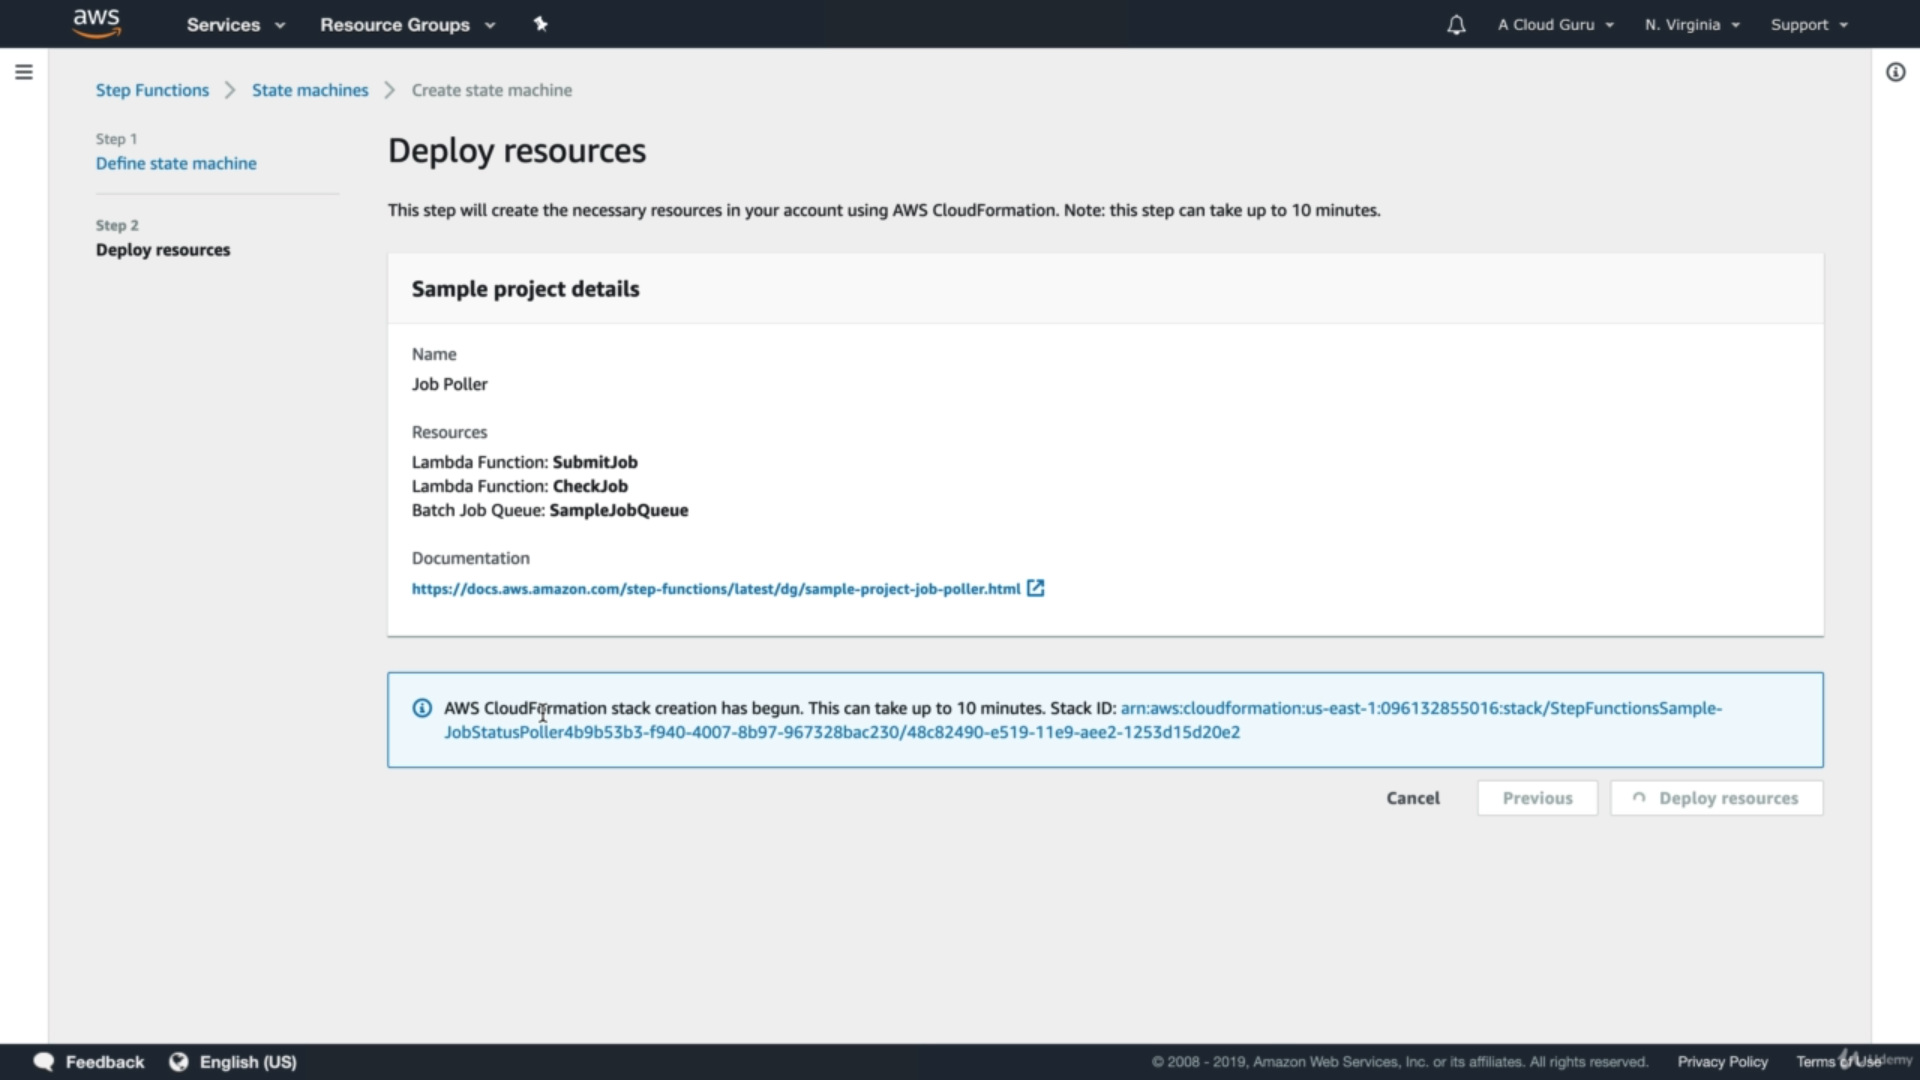 aws
Services
Resource Groups
A Cloud Guru
N. Virginia
Support
Step Functions
State machines
Create state machine
Step 1
Define state machine
Step 2
Deploy resources
Deploy resources
This step will create the necessary resources in your account using AWS CloudFormation. Note: this step can take up to 10 minutes.
Sample project details
Name
Job Poller
Resources
Lambda Function: SubmitJob
Lambda Function: CheckJob
Batch Job Queue: SampleJobQueue
Documentation
https://docs.aws.amazon.com/step-functions/latest/dg/sample-project-job-poller.html
AWS CloudFormation stack creation has begun. This can take up to 10 minutes. Stack ID: arn:aws:cloudformation:us-east-1:096132855016:stack/StepFunctionsSample-
JobStatusPoller4b9b53b3-f940-4007-8b97-967328bac230/48c82490-e519-11e9-aee2-1253d15d20e2
Cancel
Previous
Deploy resources
Feedback
English (US)
© 2008 - 2019, Amazon Web Services, Inc. or its affiliates. All rights reserved.
Privacy Policy
Terms of Use